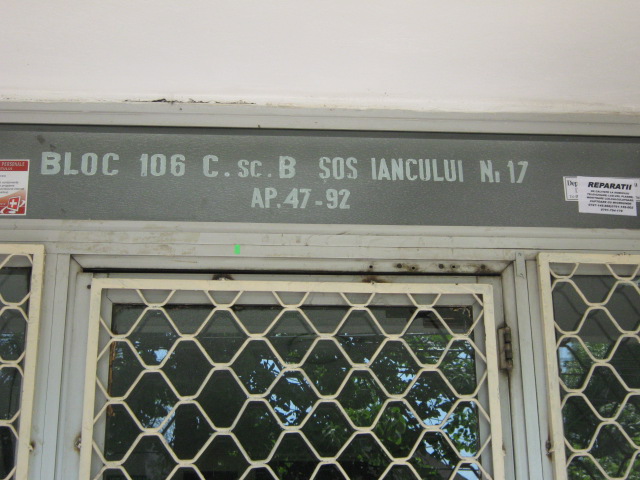 BLOC 106 C. SC. B SOS IANCULUI Nr 17
AP. 47-92
REPARATII